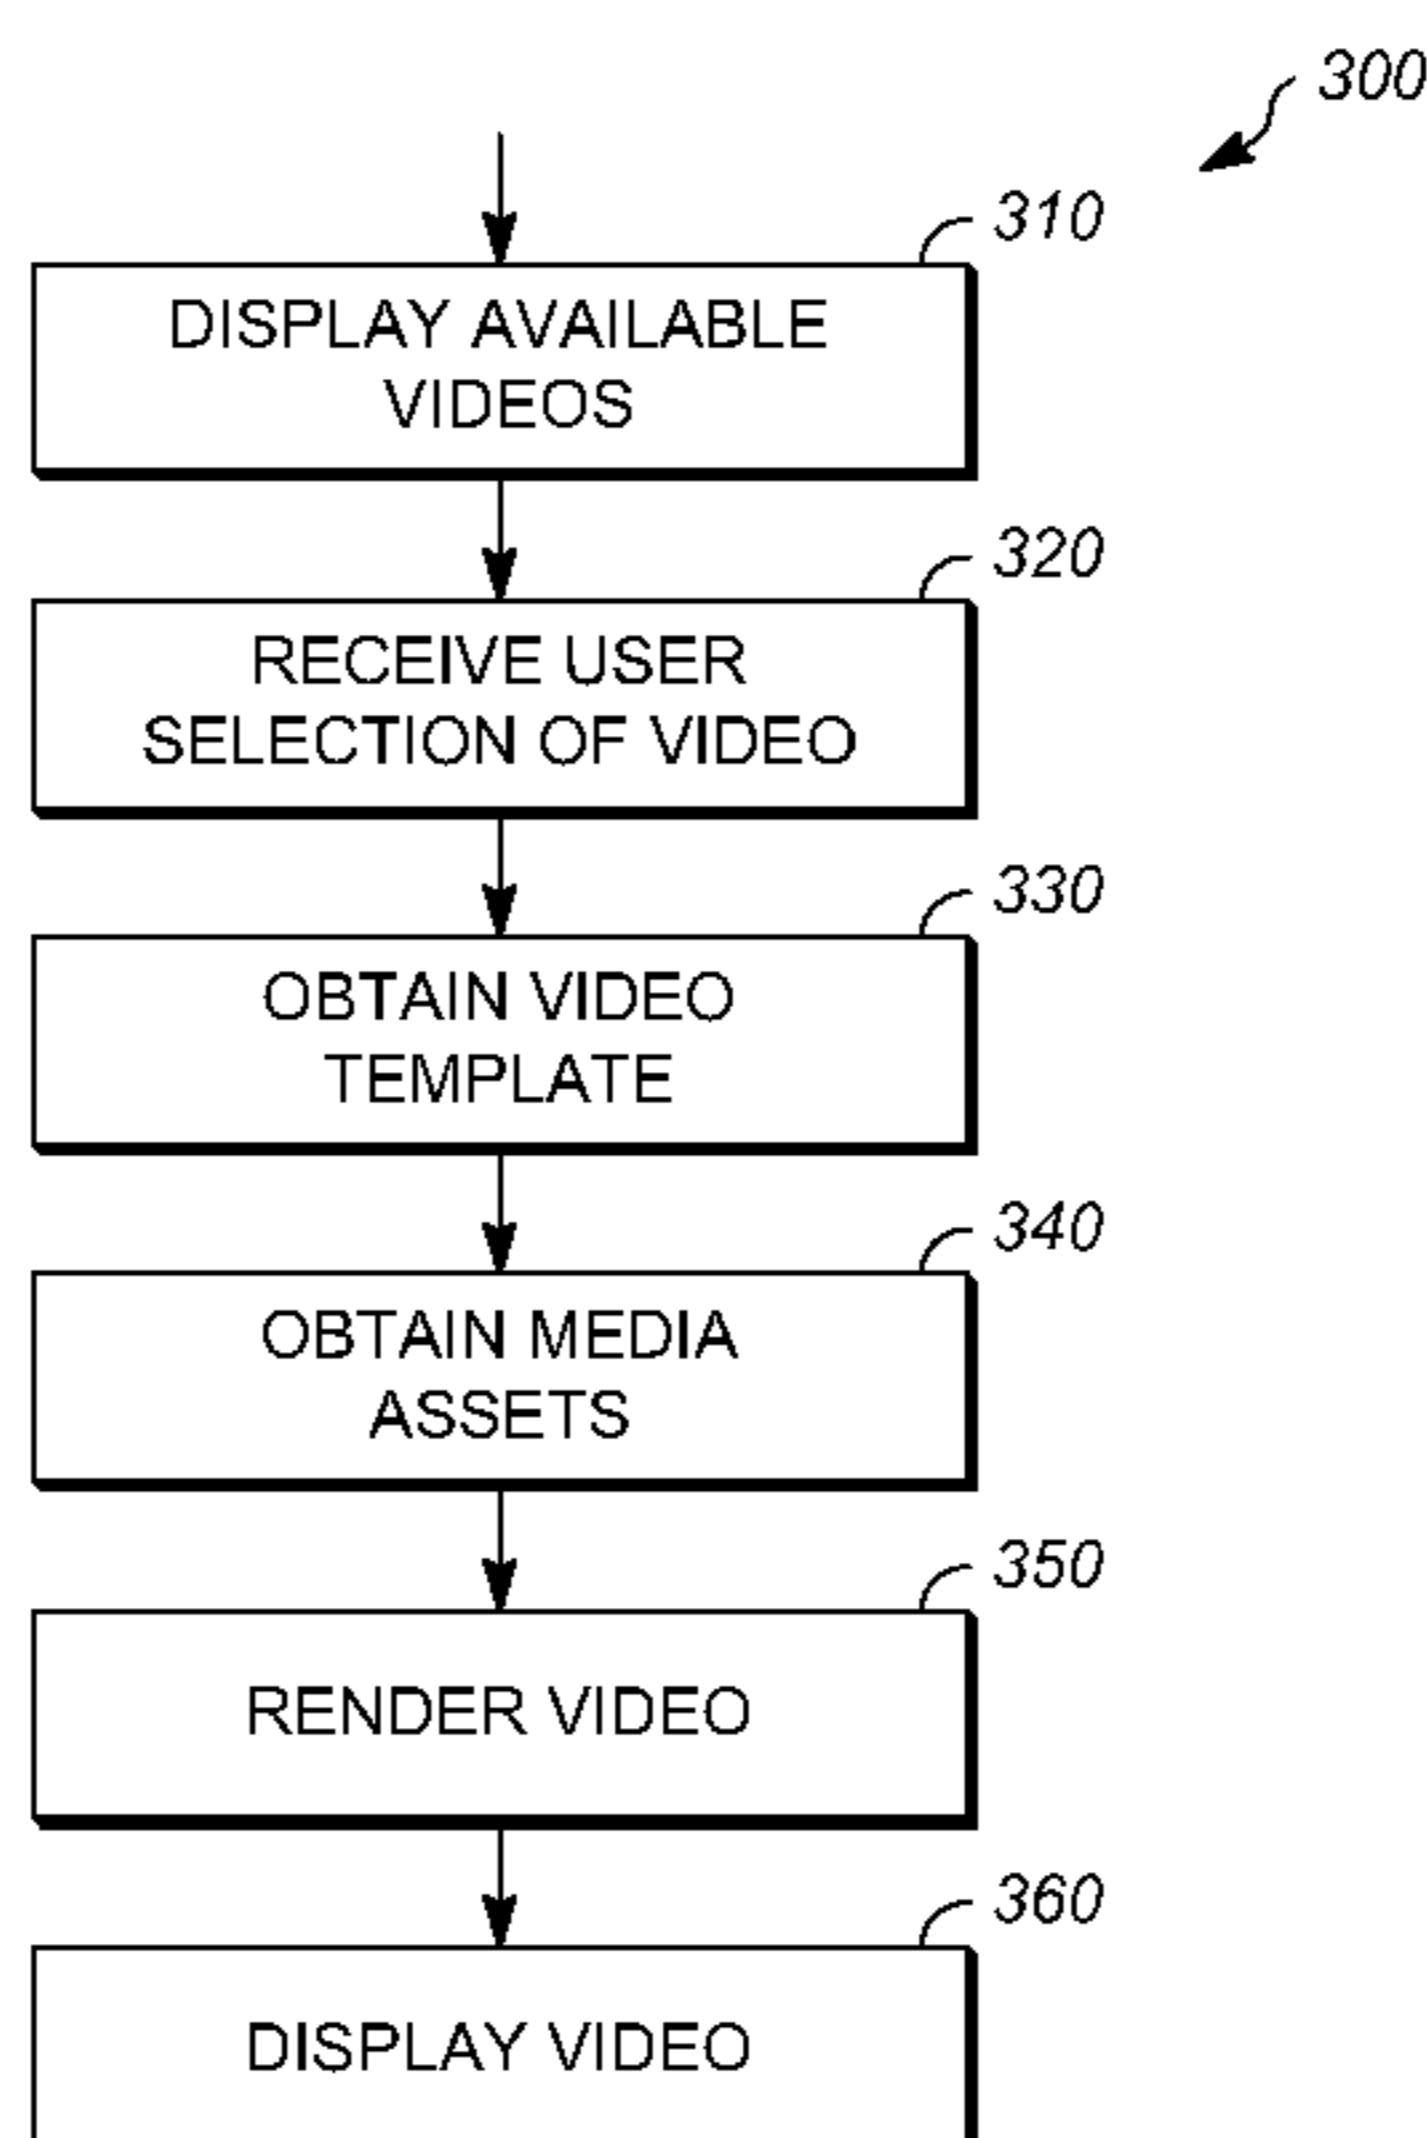 300
310
DISPLAY AVAILABLE
VIDEOS
320
RECEIVE USER
SELECTION OF VIDEO
330
OBTAIN VIDEO
TEMPLATE
340
OBTAIN MEDIA
ASSETS
350
RENDER VIDEO
360
DISPLAY VIDEO